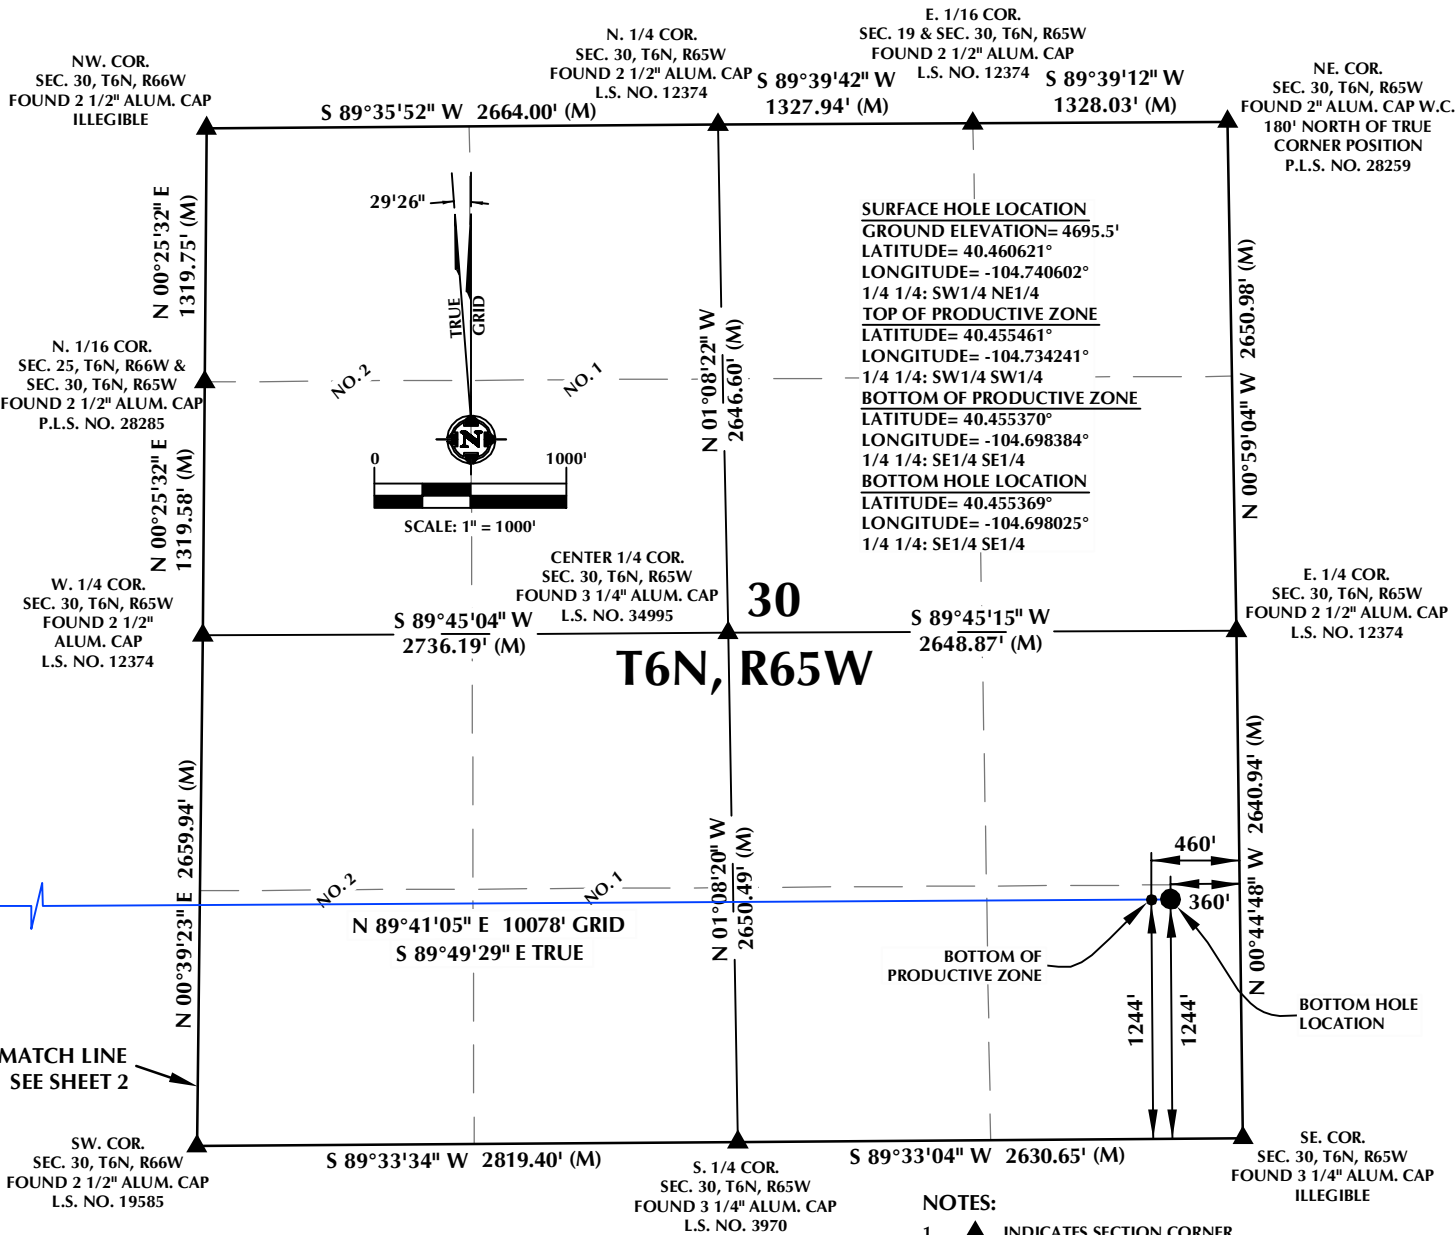 NW. COR.
SEC. 30, T6N, R66W
FOUND 2 1/2" ALUM. CAP
ILLEGIBLE
N. 1/4 COR.
SEC. 30, T6N, R65W
FOUND 2 1/2" ALUM. CAP
L.S. NO. 12374
E. 1/16 COR.
SEC. 19 & SEC. 30, T6N, R65W
FOUND 2 1/2" ALUM. CAP
L.S. NO. 12374
NE. COR.
SEC. 30, T6N, R65W
FOUND 2" ALUM. CAP W.C.
180' NORTH OF TRUE
CORNER POSITION
P.L.S. NO. 28259
S 89°35'52" W 2664.00' (M)
S 89°39'42" W
1327.94' (M)
S 89°39'12" W
1328.03' (M)
N 00°25'32" E
1319.75' (M)
29'26"
TRUE
GRID
N
0 1000'
SCALE: 1" = 1000'
SURFACE HOLE LOCATION
GROUND ELEVATION= 4695.5'
LATITUDE= 40.460621°
LONGITUDE= -104.740602°
1/4 1/4: SW1/4 NE1/4
TOP OF PRODUCTIVE ZONE
LATITUDE= 40.455461°
LONGITUDE= -104.734241°
1/4 1/4: SW1/4 SW1/4
BOTTOM OF PRODUCTIVE ZONE
LATITUDE= 40.455370°
LONGITUDE= -104.698384°
1/4 1/4: SE1/4 SE1/4
BOTTOM HOLE LOCATION
LATITUDE= 40.455369°
LONGITUDE= -104.698025°
1/4 1/4: SE1/4 SE1/4
N 01°08'22" W
2646.60' (M)
N 00°59'04" W 2650.98' (M)
N. 1/16 COR.
SEC. 25, T6N, R66W &
SEC. 30, T6N, R65W
FOUND 2 1/2" ALUM. CAP
P.L.S. NO. 28285
NO. 2
NO. 1
N 00°25'32" E
1319.58' (M)
W. 1/4 COR.
SEC. 30, T6N, R65W
FOUND 2 1/2"
ALUM. CAP
L.S. NO. 12374
CENTER 1/4 COR.
SEC. 30, T6N, R65W
FOUND 3 1/4" ALUM. CAP
L.S. NO. 34995
30
E. 1/4 COR.
SEC. 30, T6N, R65W
FOUND 2 1/2" ALUM. CAP
L.S. NO. 12374
S 89°45'04" W
2736.19' (M)
S 89°45'15" W
2648.87' (M)
T6N, R65W
N 00°39'23" E 2659.94' (M)
N 01°08'20" W
2650.49' (M)
N 00°44'48" W 2640.94' (M)
NO. 2
NO. 1
460'
360'
N 89°41'05" E 10078' GRID
S 89°49'29" E TRUE
BOTTOM OF
PRODUCTIVE ZONE
1244'
1244'
BOTTOM HOLE
LOCATION
MATCH LINE
SEE SHEET 2
SW. COR.
SEC. 30, T6N, R66W
FOUND 2 1/2" ALUM. CAP
L.S. NO. 19585
S 89°33'34" W 2819.40' (M)
S. 1/4 COR.
SEC. 30, T6N, R65W
FOUND 3 1/4" ALUM. CAP
L.S. NO. 3970
S 89°33'04" W 2630.65' (M)
SE. COR.
SEC. 30, T6N, R65W
FOUND 3 1/4" ALUM. CAP
ILLEGIBLE
NOTES:
1. INDICATES SECTION CORNER